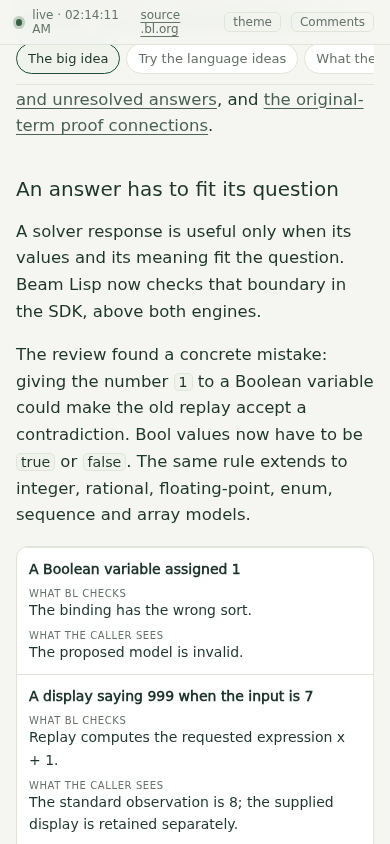 live · 02:14:11
AM
source
.bl.org
theme
Comments
The big idea
Try the language ideas
What the
and unresolved answers, and the original-
term proof connections.
An answer has to fit its question
A solver response is useful only when its
values and its meaning fit the question.
Beam Lisp now checks that boundary in
the SDK, above both engines.
The review found a concrete mistake:
giving the number 1 to a Boolean variable
could make the old replay accept a
contradiction. Bool values now have to be
true or false. The same rule extends to
integer, rational, floating-point, enum,
sequence and array models.
A Boolean variable assigned 1
WHAT BL CHECKS
The binding has the wrong sort.
WHAT THE CALLER SEES
The proposed model is invalid.
A display saying 999 when the input is 7
WHAT BL CHECKS
Replay computes the requested expression x
+ 1.
WHAT THE CALLER SEES
The standard observation is 8; the supplied
display is retained separately.